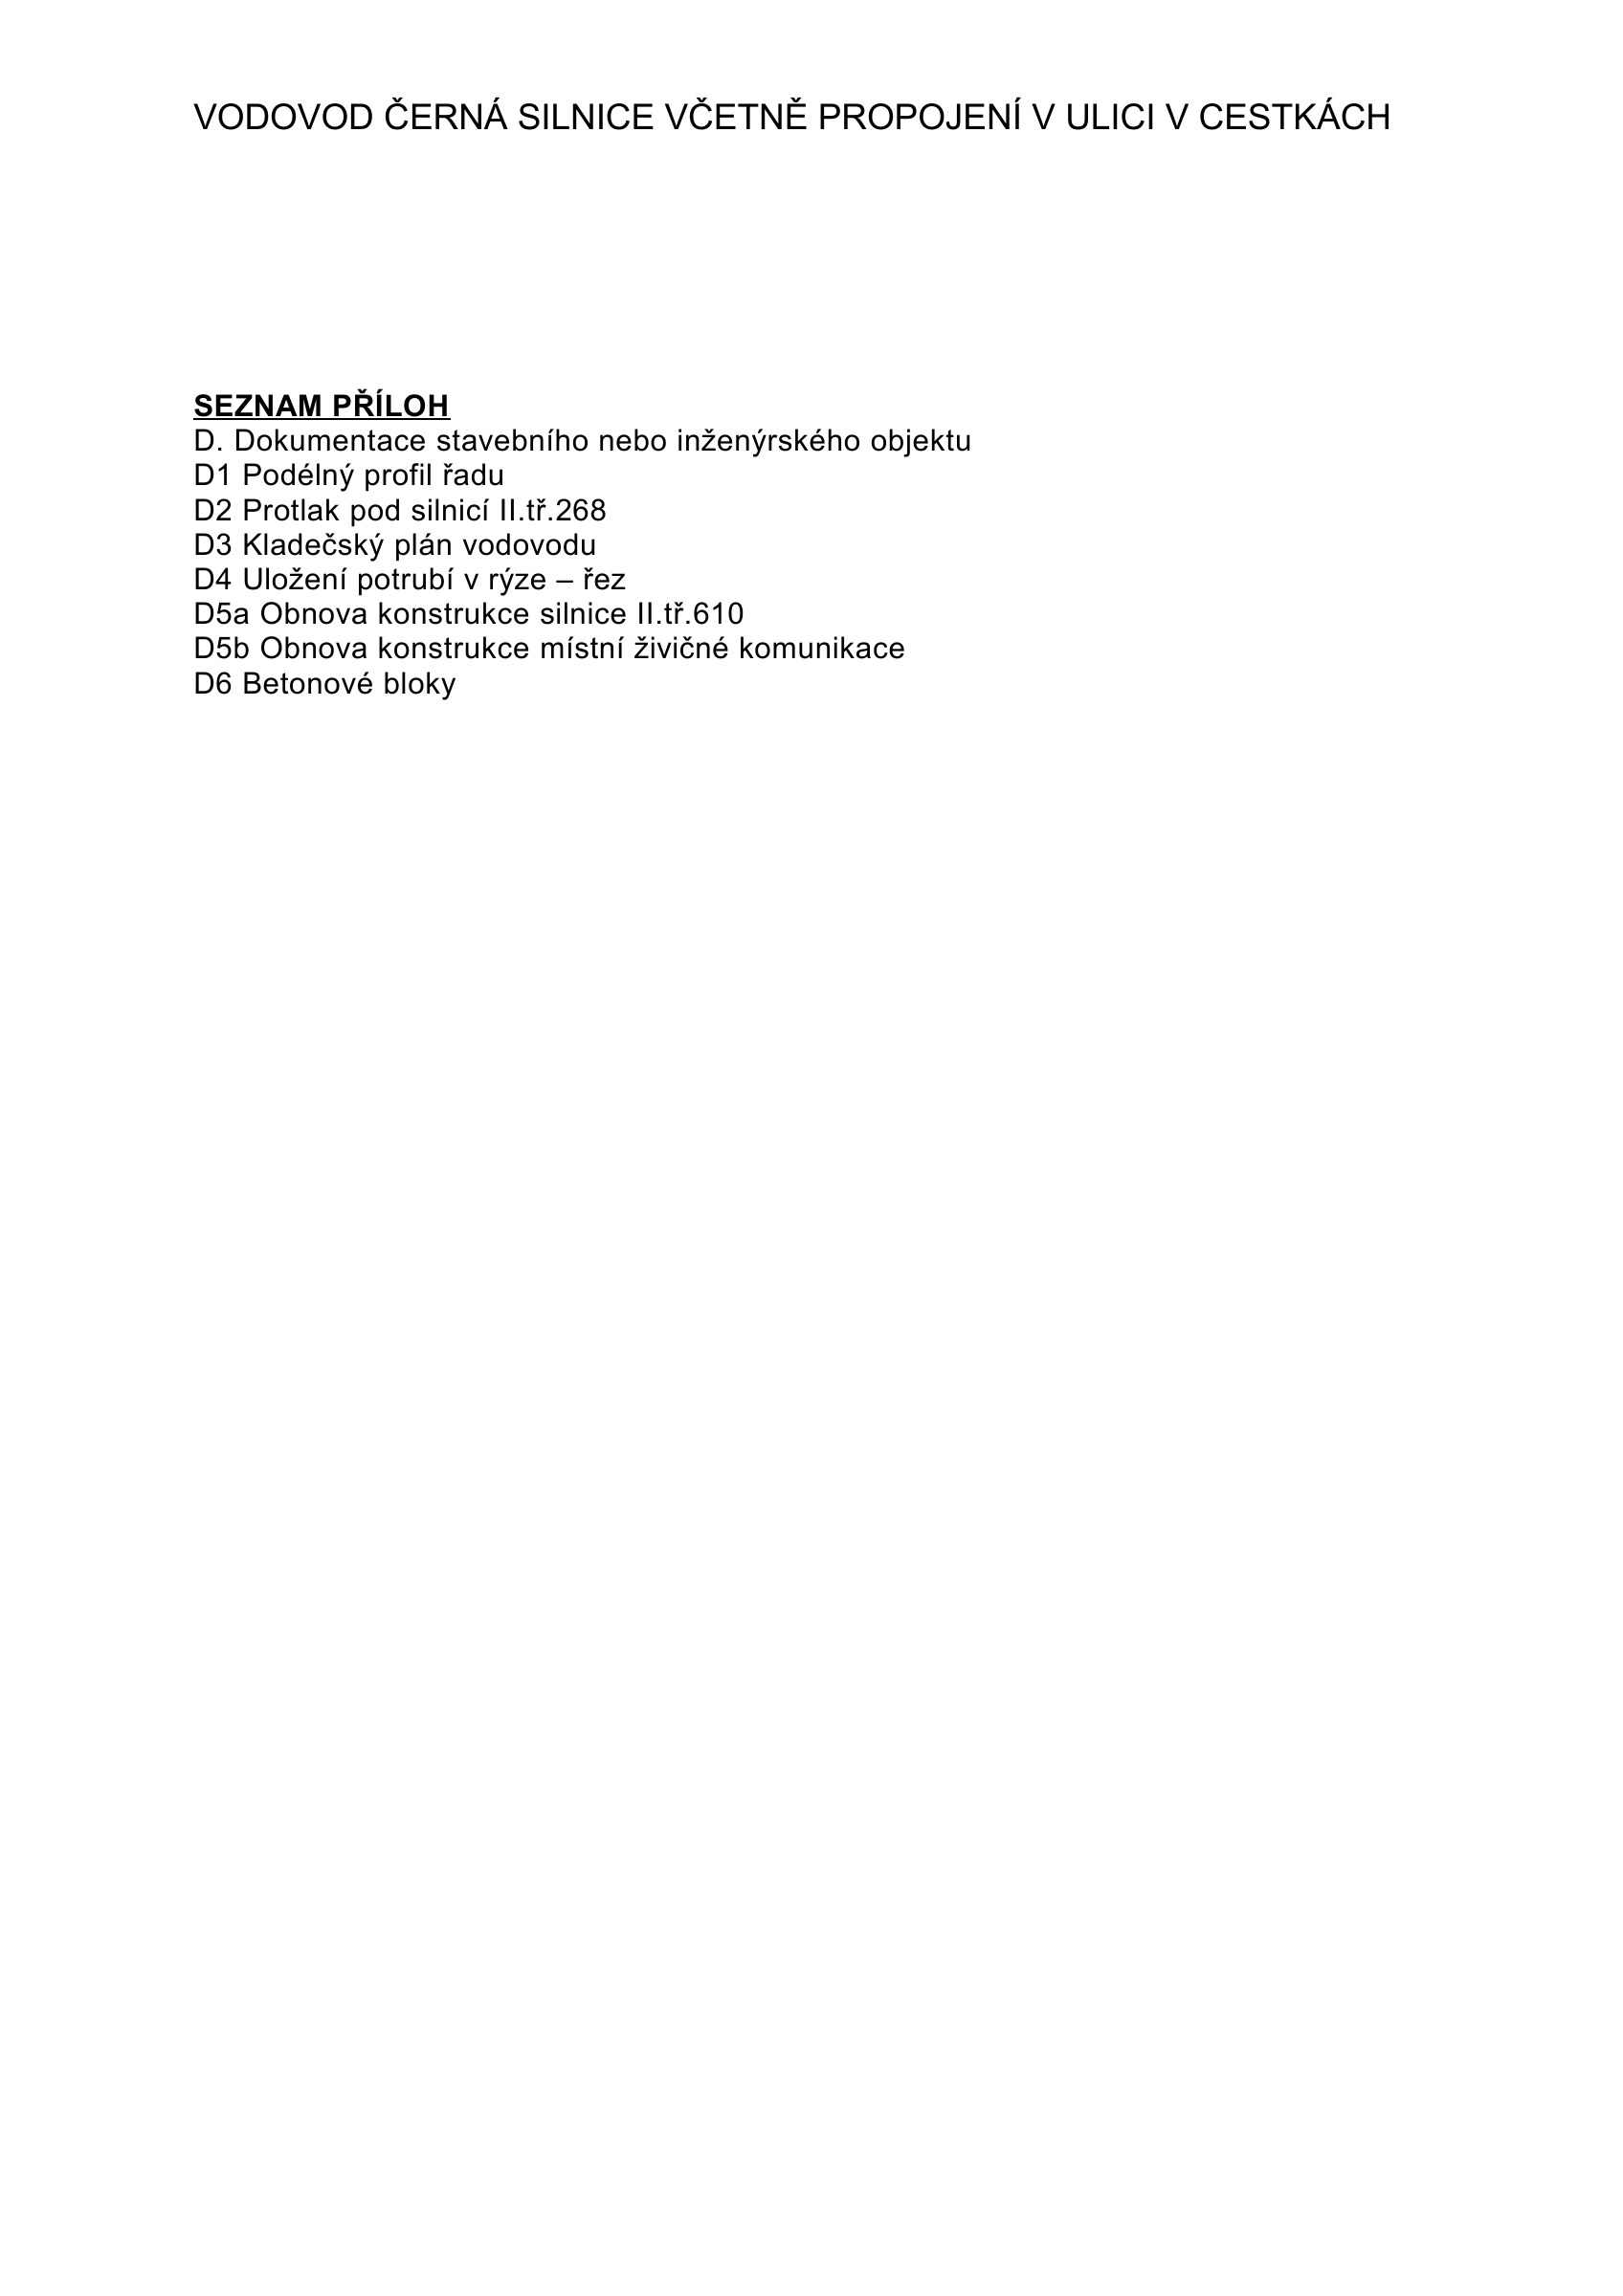 VODOVOD ČERNÁ SILNICE VČETNĚ PROPOJENÍ V ULICI V CESTKÁCH
SEZNAM PŘÍLOH
D. Dokumentace stavebního nebo inženýrského objektu
D1 Podélný profil řadu
D2 Protlak pod silnicí II.tř.268
D3 Kladečský plán vodovodu
D4 Uložení potrubí v rýze – řez
D5a Obnova konstrukce silnice II.tř.610
D5b Obnova konstrukce místní živičné komunikace
D6 Betonové bloky